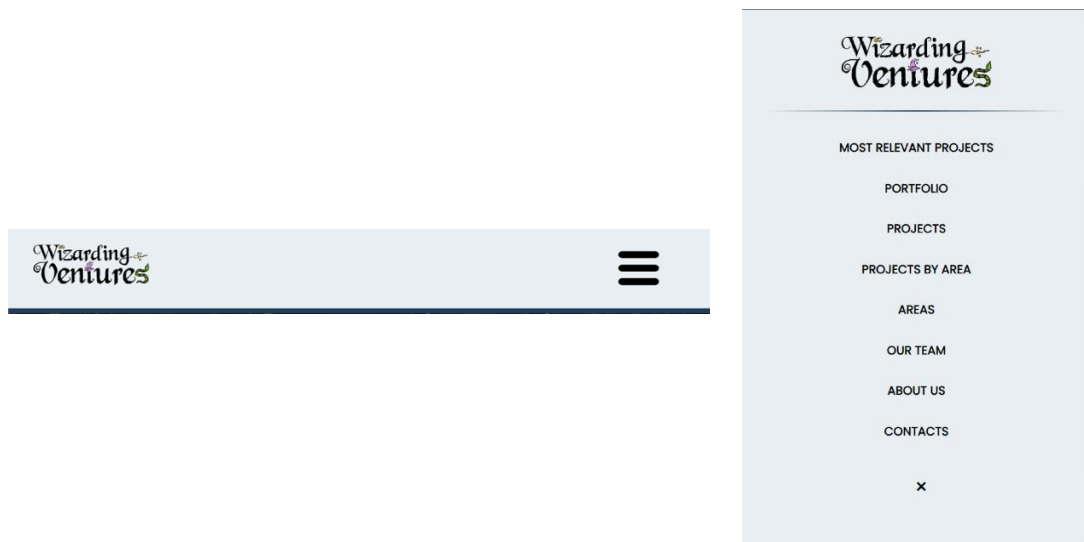 Wizarding
Ventures
Wizarding
Ventures
MOST RELEVANT PROJECTS
PORTFOLIO
PROJECTS
PROJECTS BY AREA
AREAS
OUR TEAM
ABOUT US
CONTACTS
×